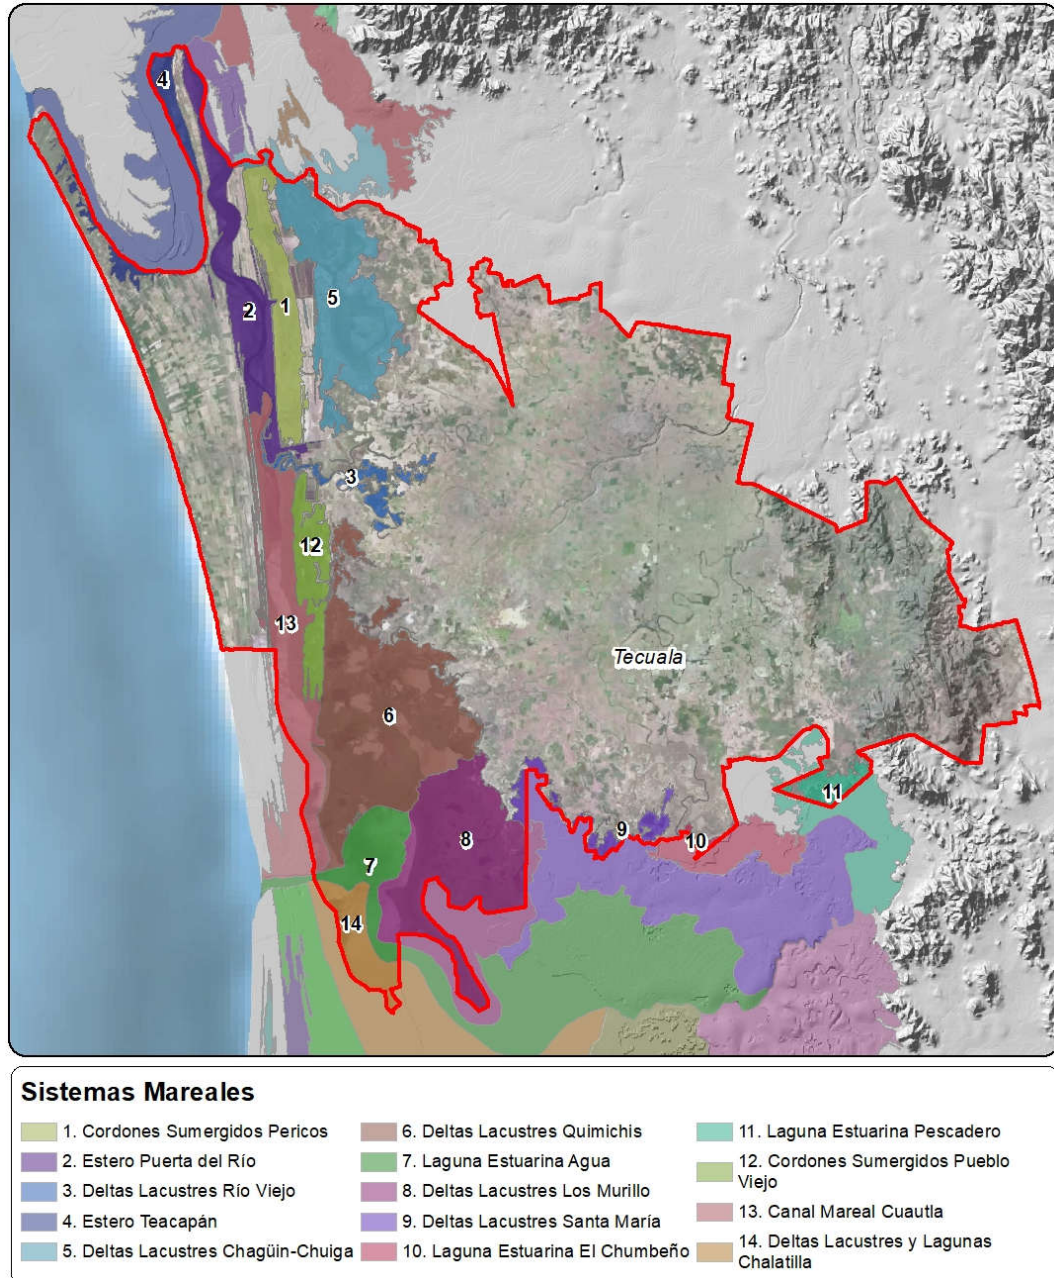 4
5
1
2
3
12
13
Tecuala
6
11
9
10
8
7
14
Sistemas Mareales
1. Cordones Sumergidos Pericos
2. Estero Puerta del Río
3. Deltas Lacustres Río Viejo
4. Estero Teacapán
5. Deltas Lacustres Chagüin-Chuiga
6. Deltas Lacustres Quimichis
7. Laguna Estuarina Agua
8. Deltas Lacustres Los Murillo
9. Deltas Lacustres Santa María
10. Laguna Estuarina El Chumbeño
11. Laguna Estuarina Pescadero
12. Cordones Sumergidos Pueblo
Viejo
13. Canal Mareal Cuautla
14. Deltas Lacustres y Lagunas
Chalatilla